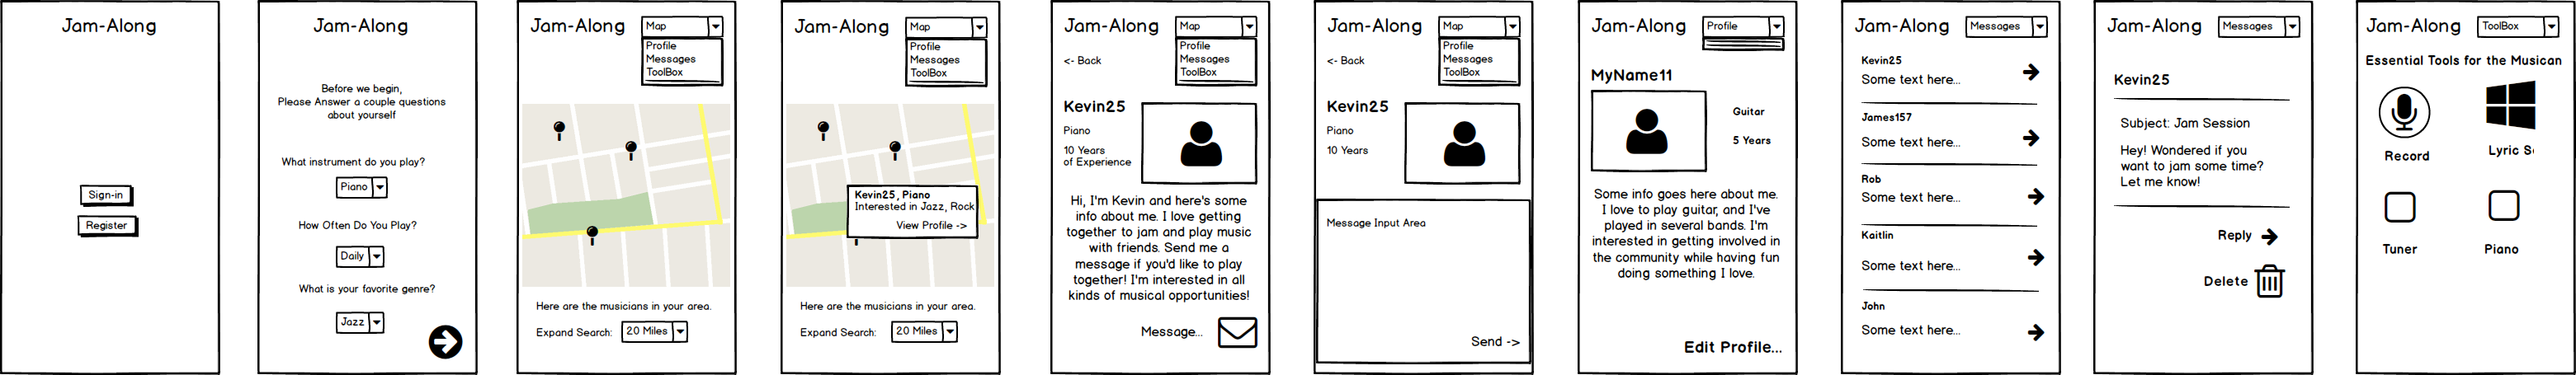 Jam-Along
Sign-in
Register
Jam-Along
Before we begin,
Please Answer a couple questions
about yourself
What instrument do you play?
Piano
How Often Do You Play?
Daily
What is your favorite genre?
Jazz
Jam-Along
Map
Profile
Messages
ToolBox
Here are the musicians in your area.
Expand Search:
20 Miles
Jam-Along
Map
Profile
Messages
ToolBox
Kevin25, Piano
Interested in Jazz, Rock
View Profile ->
Here are the musicians in your area.
Expand Search:
20 Miles
Jam-Along
Map
Profile
Messages
ToolBox
<- Back
Kevin25
Piano
10 Years
of Experience
Hi, I'm Kevin and here's some
info about me. I love getting
together to jam and play music
with friends. Send me a
message if you'd like to play
together! I'm interested in all
kinds of musical opportunities!
Message...
Jam-Along
Map
Profile
Messages
ToolBox
<- Back
Kevin25
Piano
10 Years
Message Input Area
Send ->
Jam-Along
Profile
MyName11
Guitar
5 Years
Some info goes here about me.
I love to play guitar, and I've
played in several bands. I'm
interested in getting involved in
the community while having fun
doing something I love.
Edit Profile...
Jam-Along
Messages
Kevin25
Some text here...
James157
Some text here...
Rob
Some text here...
Kaitlin
Some text here...
John
Some text here...
Jam-Along
Messages
Kevin25
Subject: Jam Session
Hey! Wondered if you
want to jam some time?
Let me know!
Reply
Delete
Jam-Along
ToolBox
Essential Tools for the Musican
Record
Lyric
Tuner
Piano